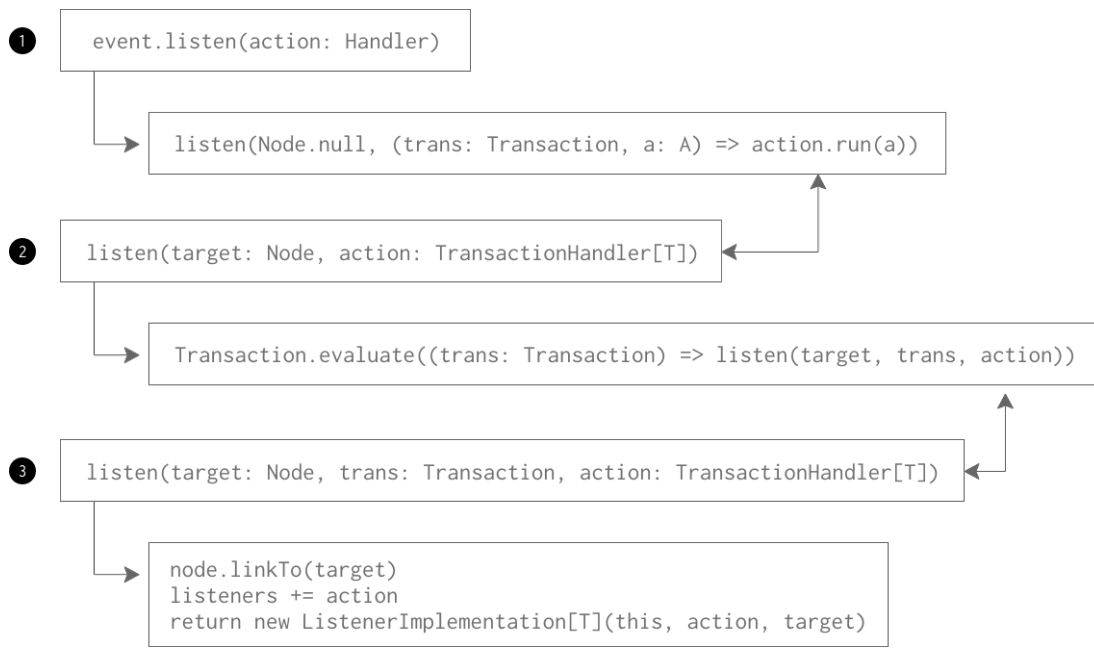 1 event.listen(action: Handler)
listen(Node.null, (trans: Transaction, a: A) => action.run(a))
2 listen(target: Node, action: TransactionHandler[T])
Transaction.evaluate((trans: Transaction) => listen(target, trans, action))
3 listen(target: Node, trans: Transaction, action: TransactionHandler[T])
node.linkTo(target)
listeners += action
return new ListenerImplementation[T](this, action, target)